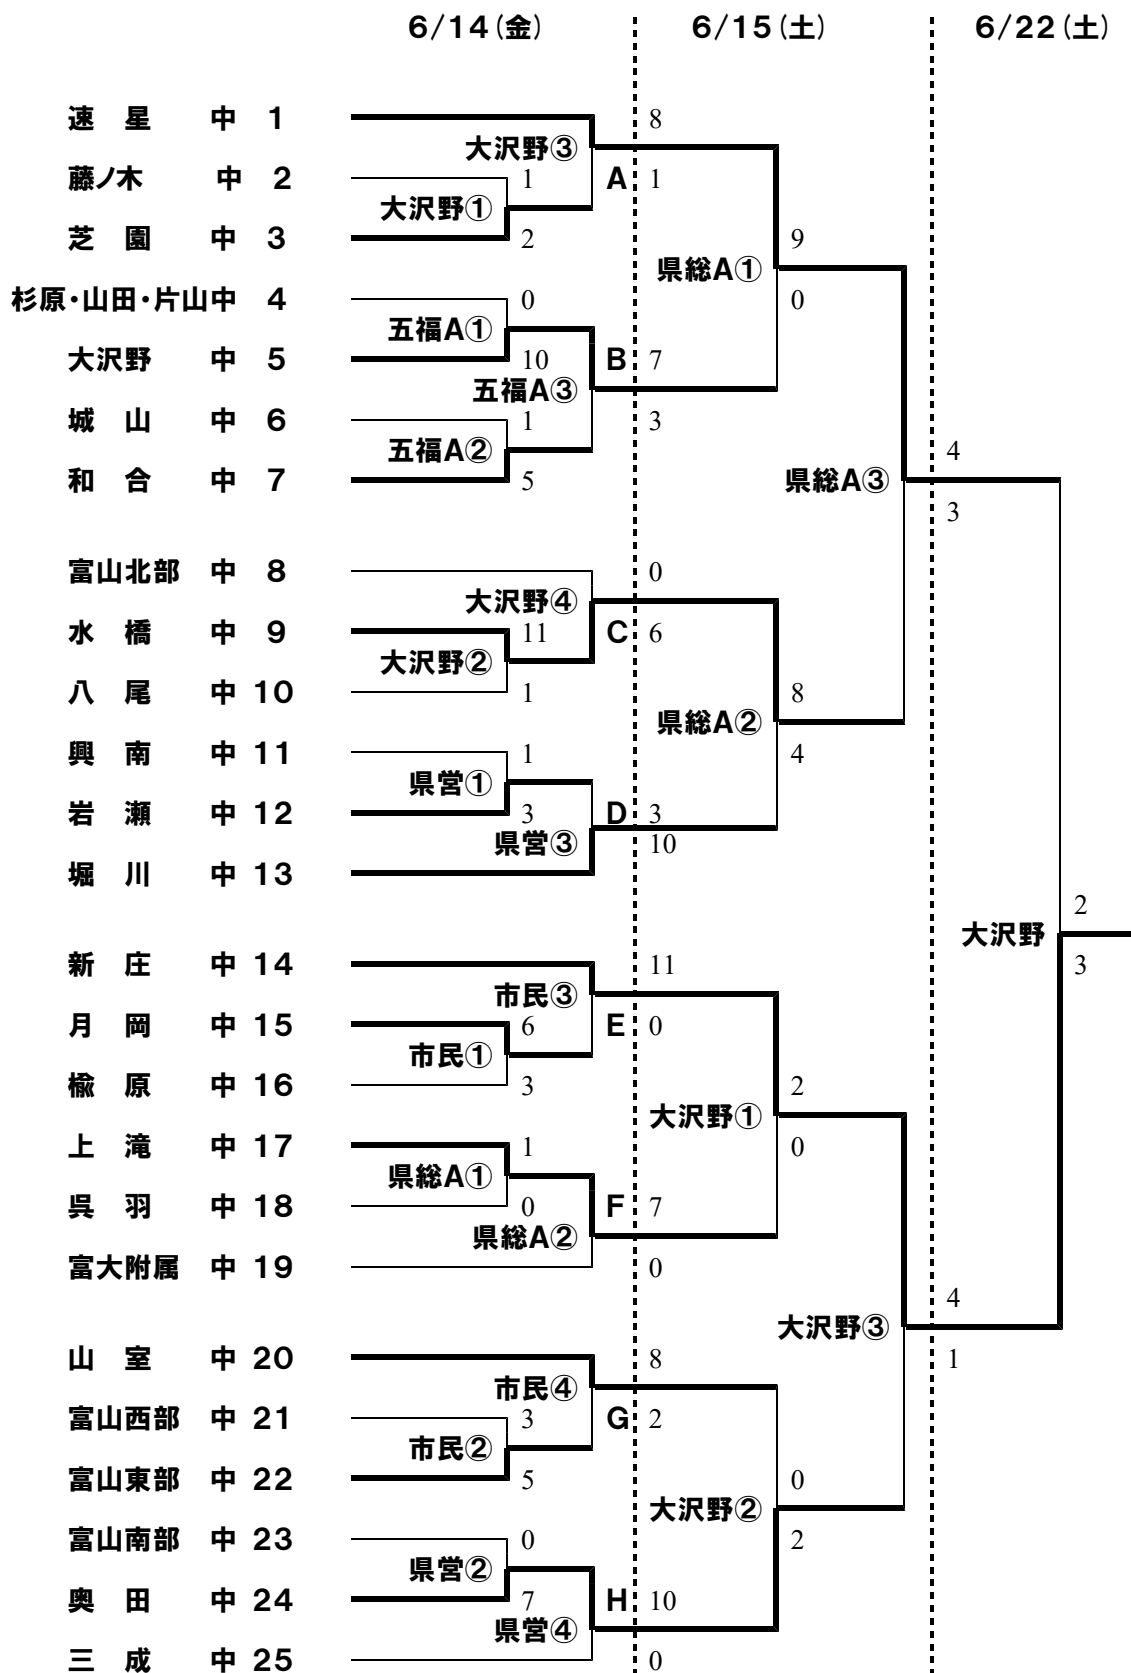 6/14(金) 6/15(土) 6/22(土)
速星 中 1 8
大沢野③
藤ノ木 中 2 1 A 1
大沢野①
芝園 中 3 2 9
県総A①
杉原・山田・片山中 4 0 0
五福A①
大沢野 中 5 10 B 7
五福A③
城山 中 6 1 3
五福A② 4
和合 中 7 5 県総A③
3
富山北部 中 8 0
大沢野④
水橋 中 9 11 C 6
大沢野②
八尾 中 10 1 8
県総A②
興南 中 11 1 4
県営①
岩瀬 中 12 3 D 3
県営③ 10
堀川 中 13
2
大沢野
新庄 中 14 11 3
市民③
月岡 中 15 6 E 0
市民①
楡原 中 16 3 2
大沢野①
上滝 中 17 1 0
県総A①
呉羽 中 18 0 F 7
県総A②
富大附属 中 19 0
4
大沢野③
山室 中 20 8 1
市民④
富山西部 中 21 3 G 2
市民②
富山東部 中 22 5 0
大沢野②
富山南部 中 23 0 2
県営②
奥田 中 24 7 H 10
県営④
三成 中 25 0